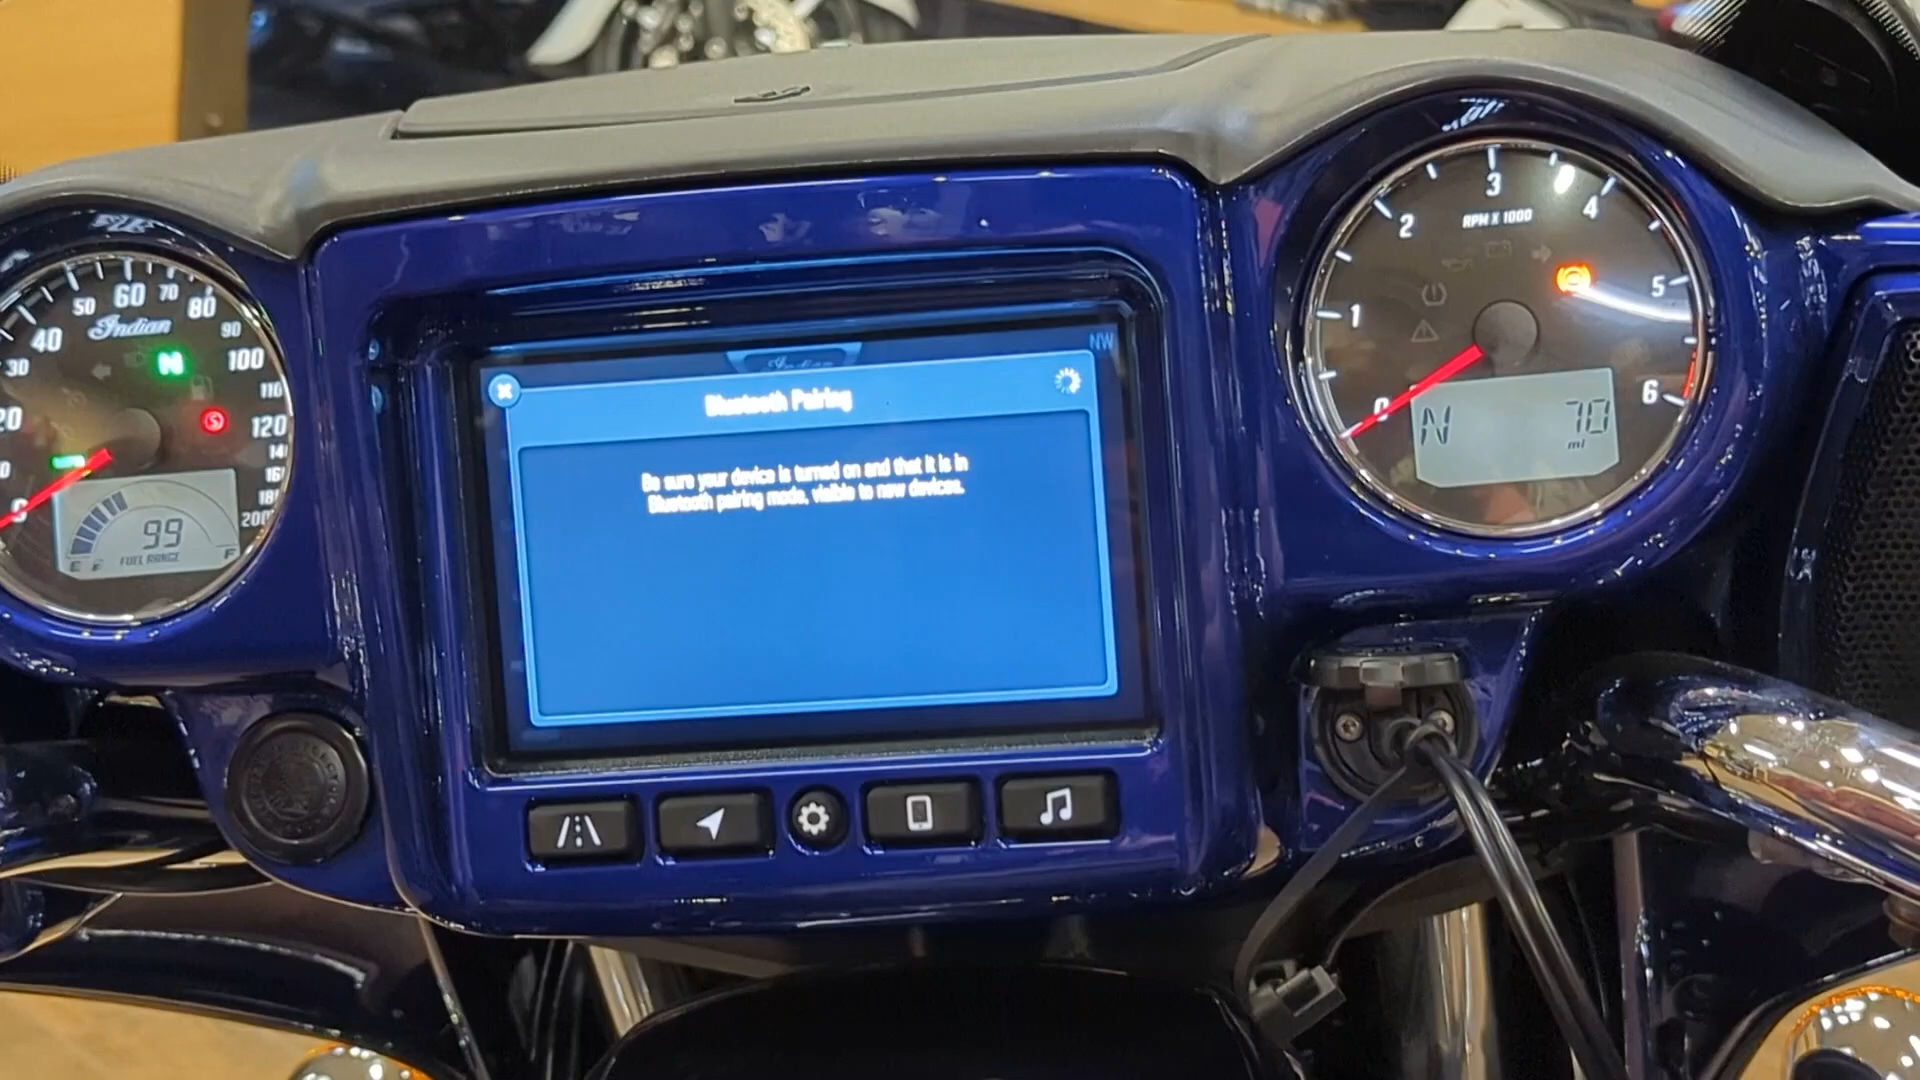 NW
Bluetooth Pairing
Be sure your device is turned on and that it is in
Bluetooth pairing mode, visible to new devices.
30 40 50 60 70 80 90 100 110 120
200
Indian
N
99
FUEL RANGE
E F
0 1 2 3 4 5 6
RPM X 1000
N 70
mi